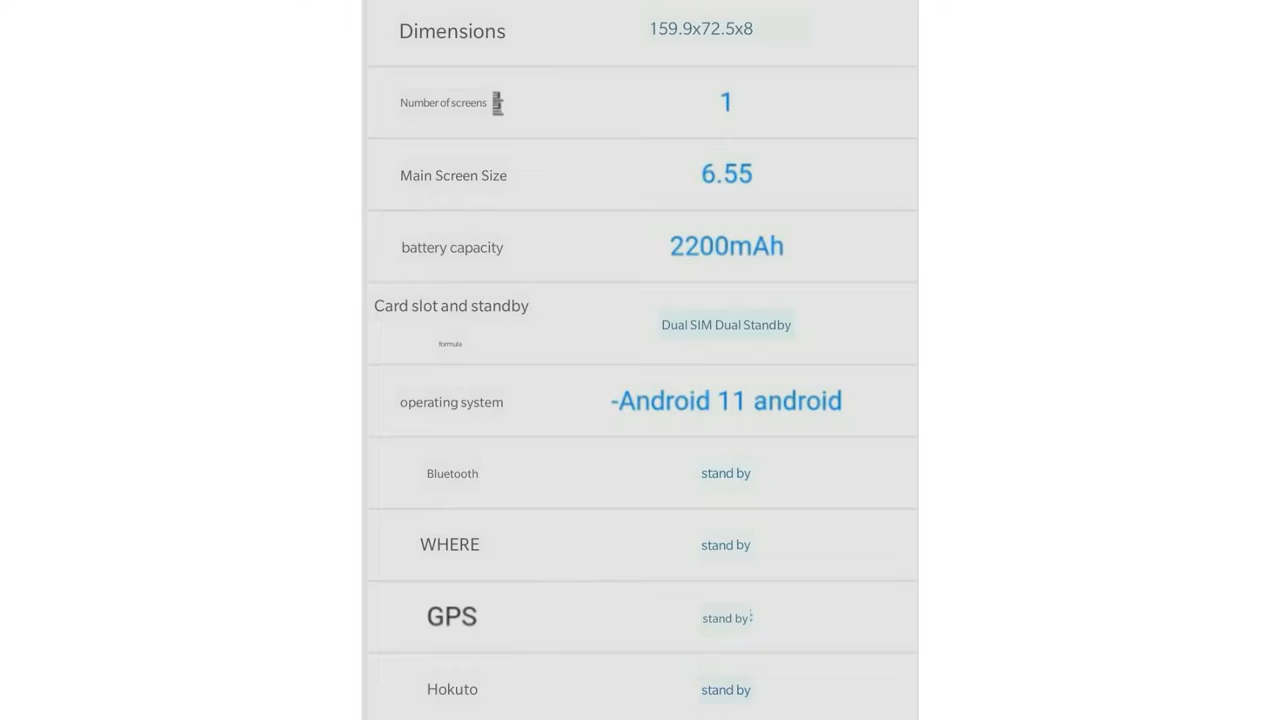 Dimensions 159.9x72.5x8
Number of screens 1
Main Screen Size 6.55
battery capacity 2200mAh
Card slot and standby
Dual SIM Dual Standby
formula
operating system -Android 11 android
Bluetooth stand by
WHERE stand by
GPS stand by
Hokuto stand by